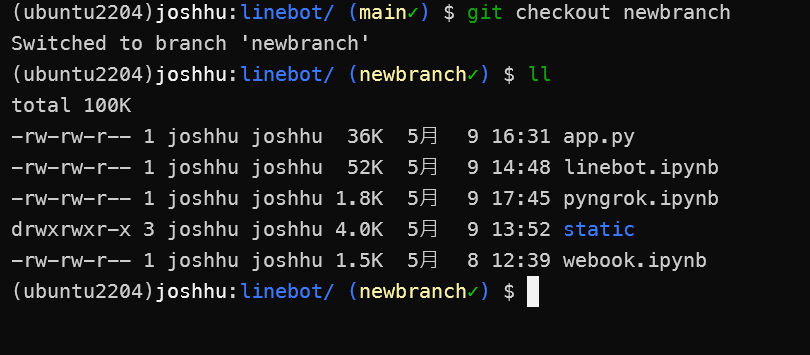 (ubuntu2204)joshhu:linebot/ (main✓) $ git checkout newbranch
Switched to branch 'newbranch'
(ubuntu2204)joshhu:linebot/ (newbranch✓) $ ll
total 100K
-rw-rw-r-- 1 joshhu joshhu  36K  5月  9 16:31 app.py
-rw-rw-r-- 1 joshhu joshhu  52K  5月  9 14:48 linebot.ipynb
-rw-rw-r-- 1 joshhu joshhu 1.8K  5月  9 17:45 pyngrok.ipynb
drwxrwxr-x 3 joshhu joshhu 4.0K  5月  9 13:52 static
-rw-rw-r-- 1 joshhu joshhu 1.5K  5月  8 12:39 webook.ipynb
(ubuntu2204)joshhu:linebot/ (newbranch✓) $